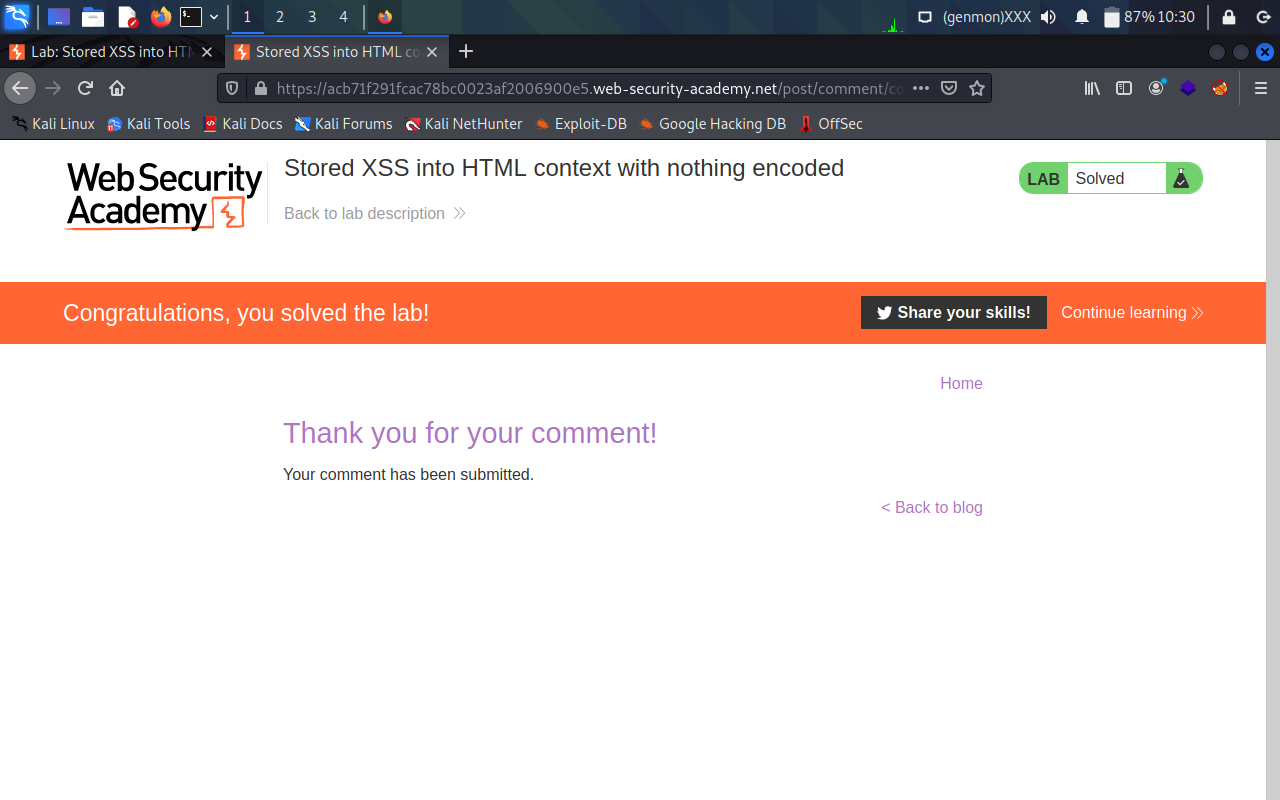 1 2 3 4 (genmon)XXX 87% 10:30
Lab: Stored XSS into HTM Stored XSS into HTML co
https://acb71f291fcac78bc0023af2006900e5.web-security-academy.net/post/comment/co
Kali Linux Kali Tools Kali Docs Kali Forums Kali NetHunter Exploit-DB Google Hacking DB OffSec
Web Security
Academy
Stored XSS into HTML context with nothing encoded
Back to lab description
LAB Solved
Congratulations, you solved the lab!
Share your skills! Continue learning
Home
Thank you for your comment!
Your comment has been submitted.
< Back to blog